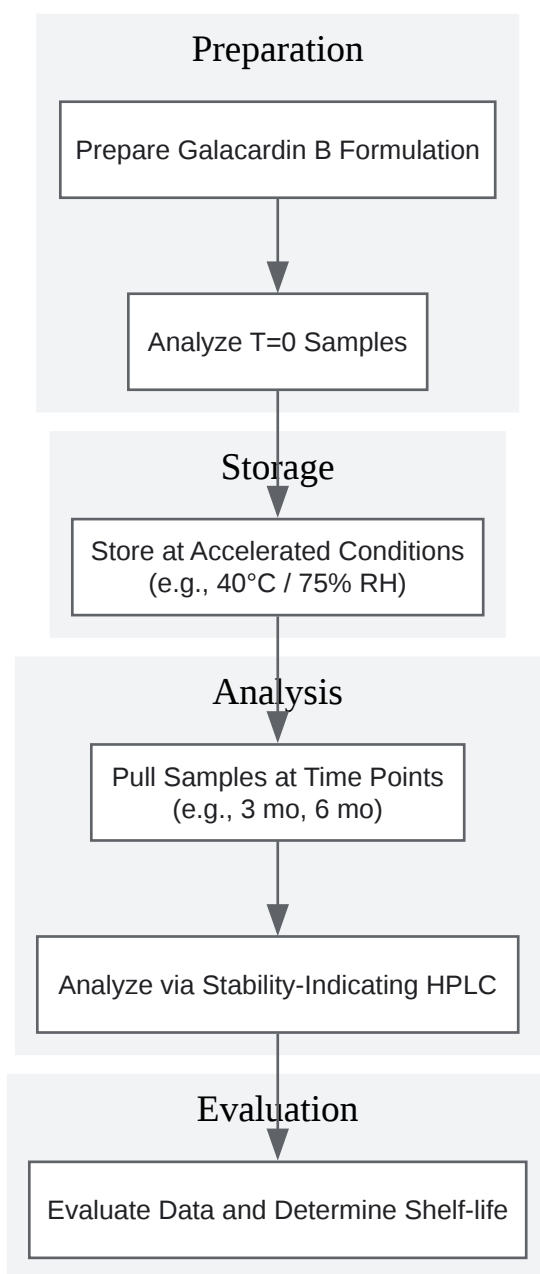 Preparation
Prepare Galacardin B Formulation
Analyze T=0 Samples
Storage
Store at Accelerated Conditions
(e.g., 40°C / 75% RH)
Analysis
Pull Samples at Time Points
(e.g., 3 mo, 6 mo)
Analyze via Stability-Indicating HPLC
Evaluation
Evaluate Data and Determine Shelf-life